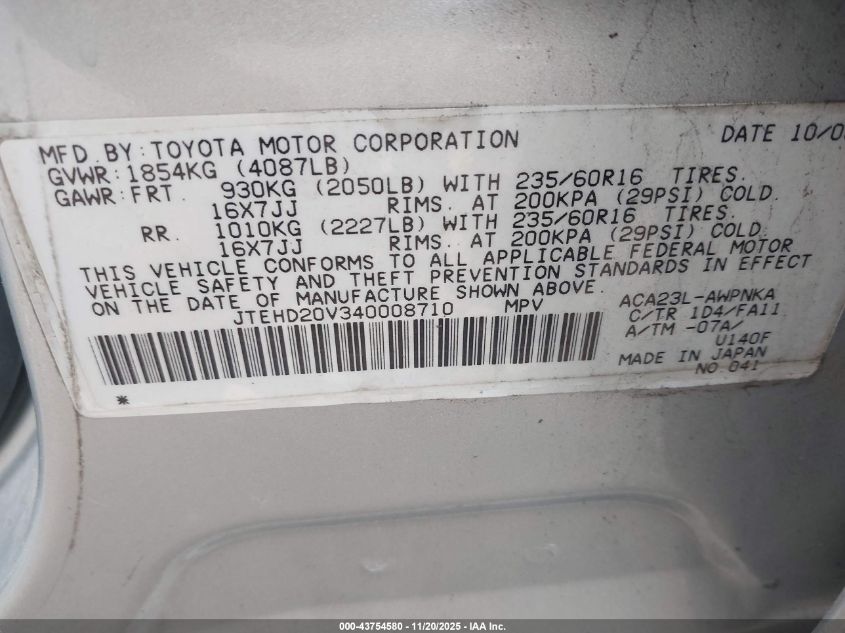 MFD.BY:TOYOTA MOTOR CORPORATION DATE 10/0
GVWR:1854KG (4087LB)
GAWR:FRT. 930KG (2050LB) WITH 235/60R16 TIRES.
16X7JJ RIMS. AT 200KPA (29PSI) COLD.
RR. 1010KG (2227LB) WITH 235/60R16 TIRES.
16X7JJ RIMS. AT 200KPA (29PSI) COLD.
THIS VEHICLE CONFORMS TO ALL APPLICABLE FEDERAL MOTOR
VEHICLE SAFETY AND THEFT PREVENTION STANDARDS IN EFFECT
ON THE DATE OF MANUFACTURE SHOWN ABOVE.
JTEHD20V340008710 MPV ACA23L-AWPNKA
C/TR 1D4/FA11
A/TM -07A/
U140F
MADE IN JAPAN
NO 041
*
000-43754580 - 11/20/2025 - IAA Inc.